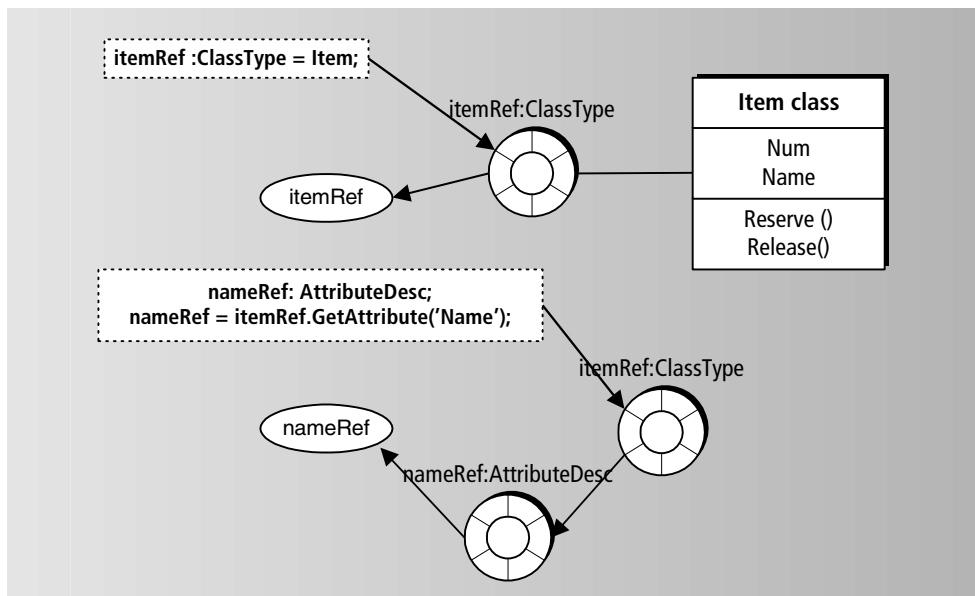 itemRef :ClassType = Item;
itemRef:ClassType
Item class
Num
Name
Reserve ()
Release()
itemRef
nameRef: AttributeDesc;
nameRef = itemRef.GetAttribute(’Name’);
itemRef:ClassType
nameRef
nameRef:AttributeDesc